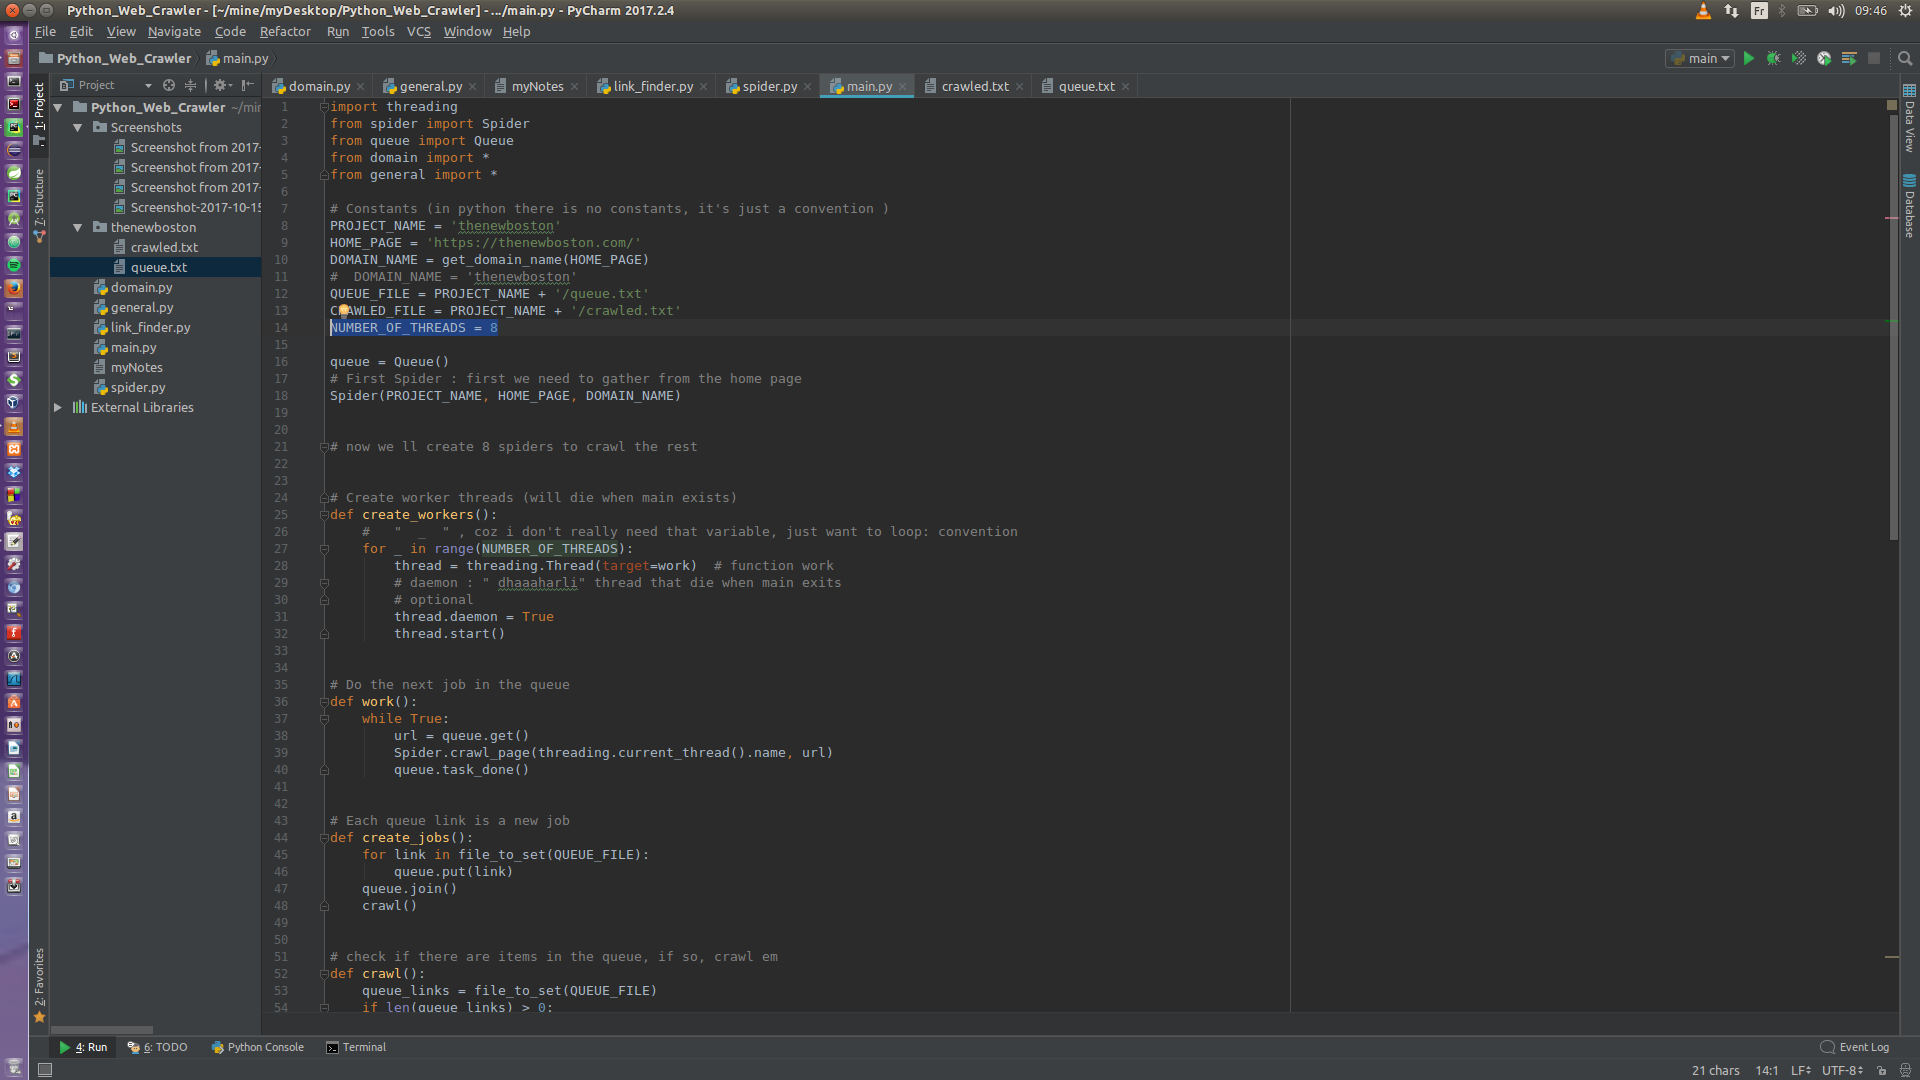 Python_Web_Crawler - [~/mine/myDesktop/Python_Web_Crawler] - .../main.py - PyCharm 2017.2.4
Fr
09:46
File Edit View Navigate Code Refactor Run Tools VCS Window Help
Python_Web_Crawler main.py
main
Project
domain.py general.py myNotes link_finder.py spider.py main.py crawled.txt queue.txt
1: Project
7: Structure
2: Favorites
Python_Web_Crawler ~/mi
Screenshots
Screenshot from 2017-
Screenshot from 2017-
Screenshot from 2017-
Screenshot-2017-10-15
thenewboston
crawled.txt
queue.txt
domain.py
general.py
link_finder.py
main.py
myNotes
spider.py
External Libraries
1 import threading
2 from spider import Spider
3 from queue import Queue
4 from domain import *
5 from general import *
6
7 # Constants (in python there is no constants, it's just a convention )
8 PROJECT_NAME = 'thenewboston'
9 HOME_PAGE = 'https://thenewboston.com/'
10 DOMAIN_NAME = get_domain_name(HOME_PAGE)
11 #  DOMAIN_NAME = 'thenewboston'
12 QUEUE_FILE = PROJECT_NAME + '/queue.txt'
13 CRAWLED_FILE = PROJECT_NAME + '/crawled.txt'
14 NUMBER_OF_THREADS = 8
15
16 queue = Queue()
17 # First Spider : first we need to gather from the home page
18 Spider(PROJECT_NAME, HOME_PAGE, DOMAIN_NAME)
19
20
21 # now we ll create 8 spiders to crawl the rest
22
23
24 # Create worker threads (will die when main exists)
25 def create_workers():
26     #   "  _  " , coz i don't really need that variable, just want to loop: convention
27     for _ in range(NUMBER_OF_THREADS):
28         thread = threading.Thread(target=work)  # function work
29         # daemon : " dhaaaharli" thread that die when main exits
30         # optional
31         thread.daemon = True
32         thread.start()
33
34
35 # Do the next job in the queue
36 def work():
37     while True:
38         url = queue.get()
39         Spider.crawl_page(threading.current_thread().name, url)
40         queue.task_done()
41
42
43 # Each queue link is a new job
44 def create_jobs():
45     for link in file_to_set(QUEUE_FILE):
46         queue.put(link)
47     queue.join()
48     crawl()
49
50
51 # check if there are items in the queue, if so, crawl em
52 def crawl():
53     queue_links = file_to_set(QUEUE_FILE)
54     if len(queue_links) > 0:
Data View
Database
4: Run 6: TODO Python Console Terminal
Event Log
21 chars 14:1 LF÷ UTF-8÷